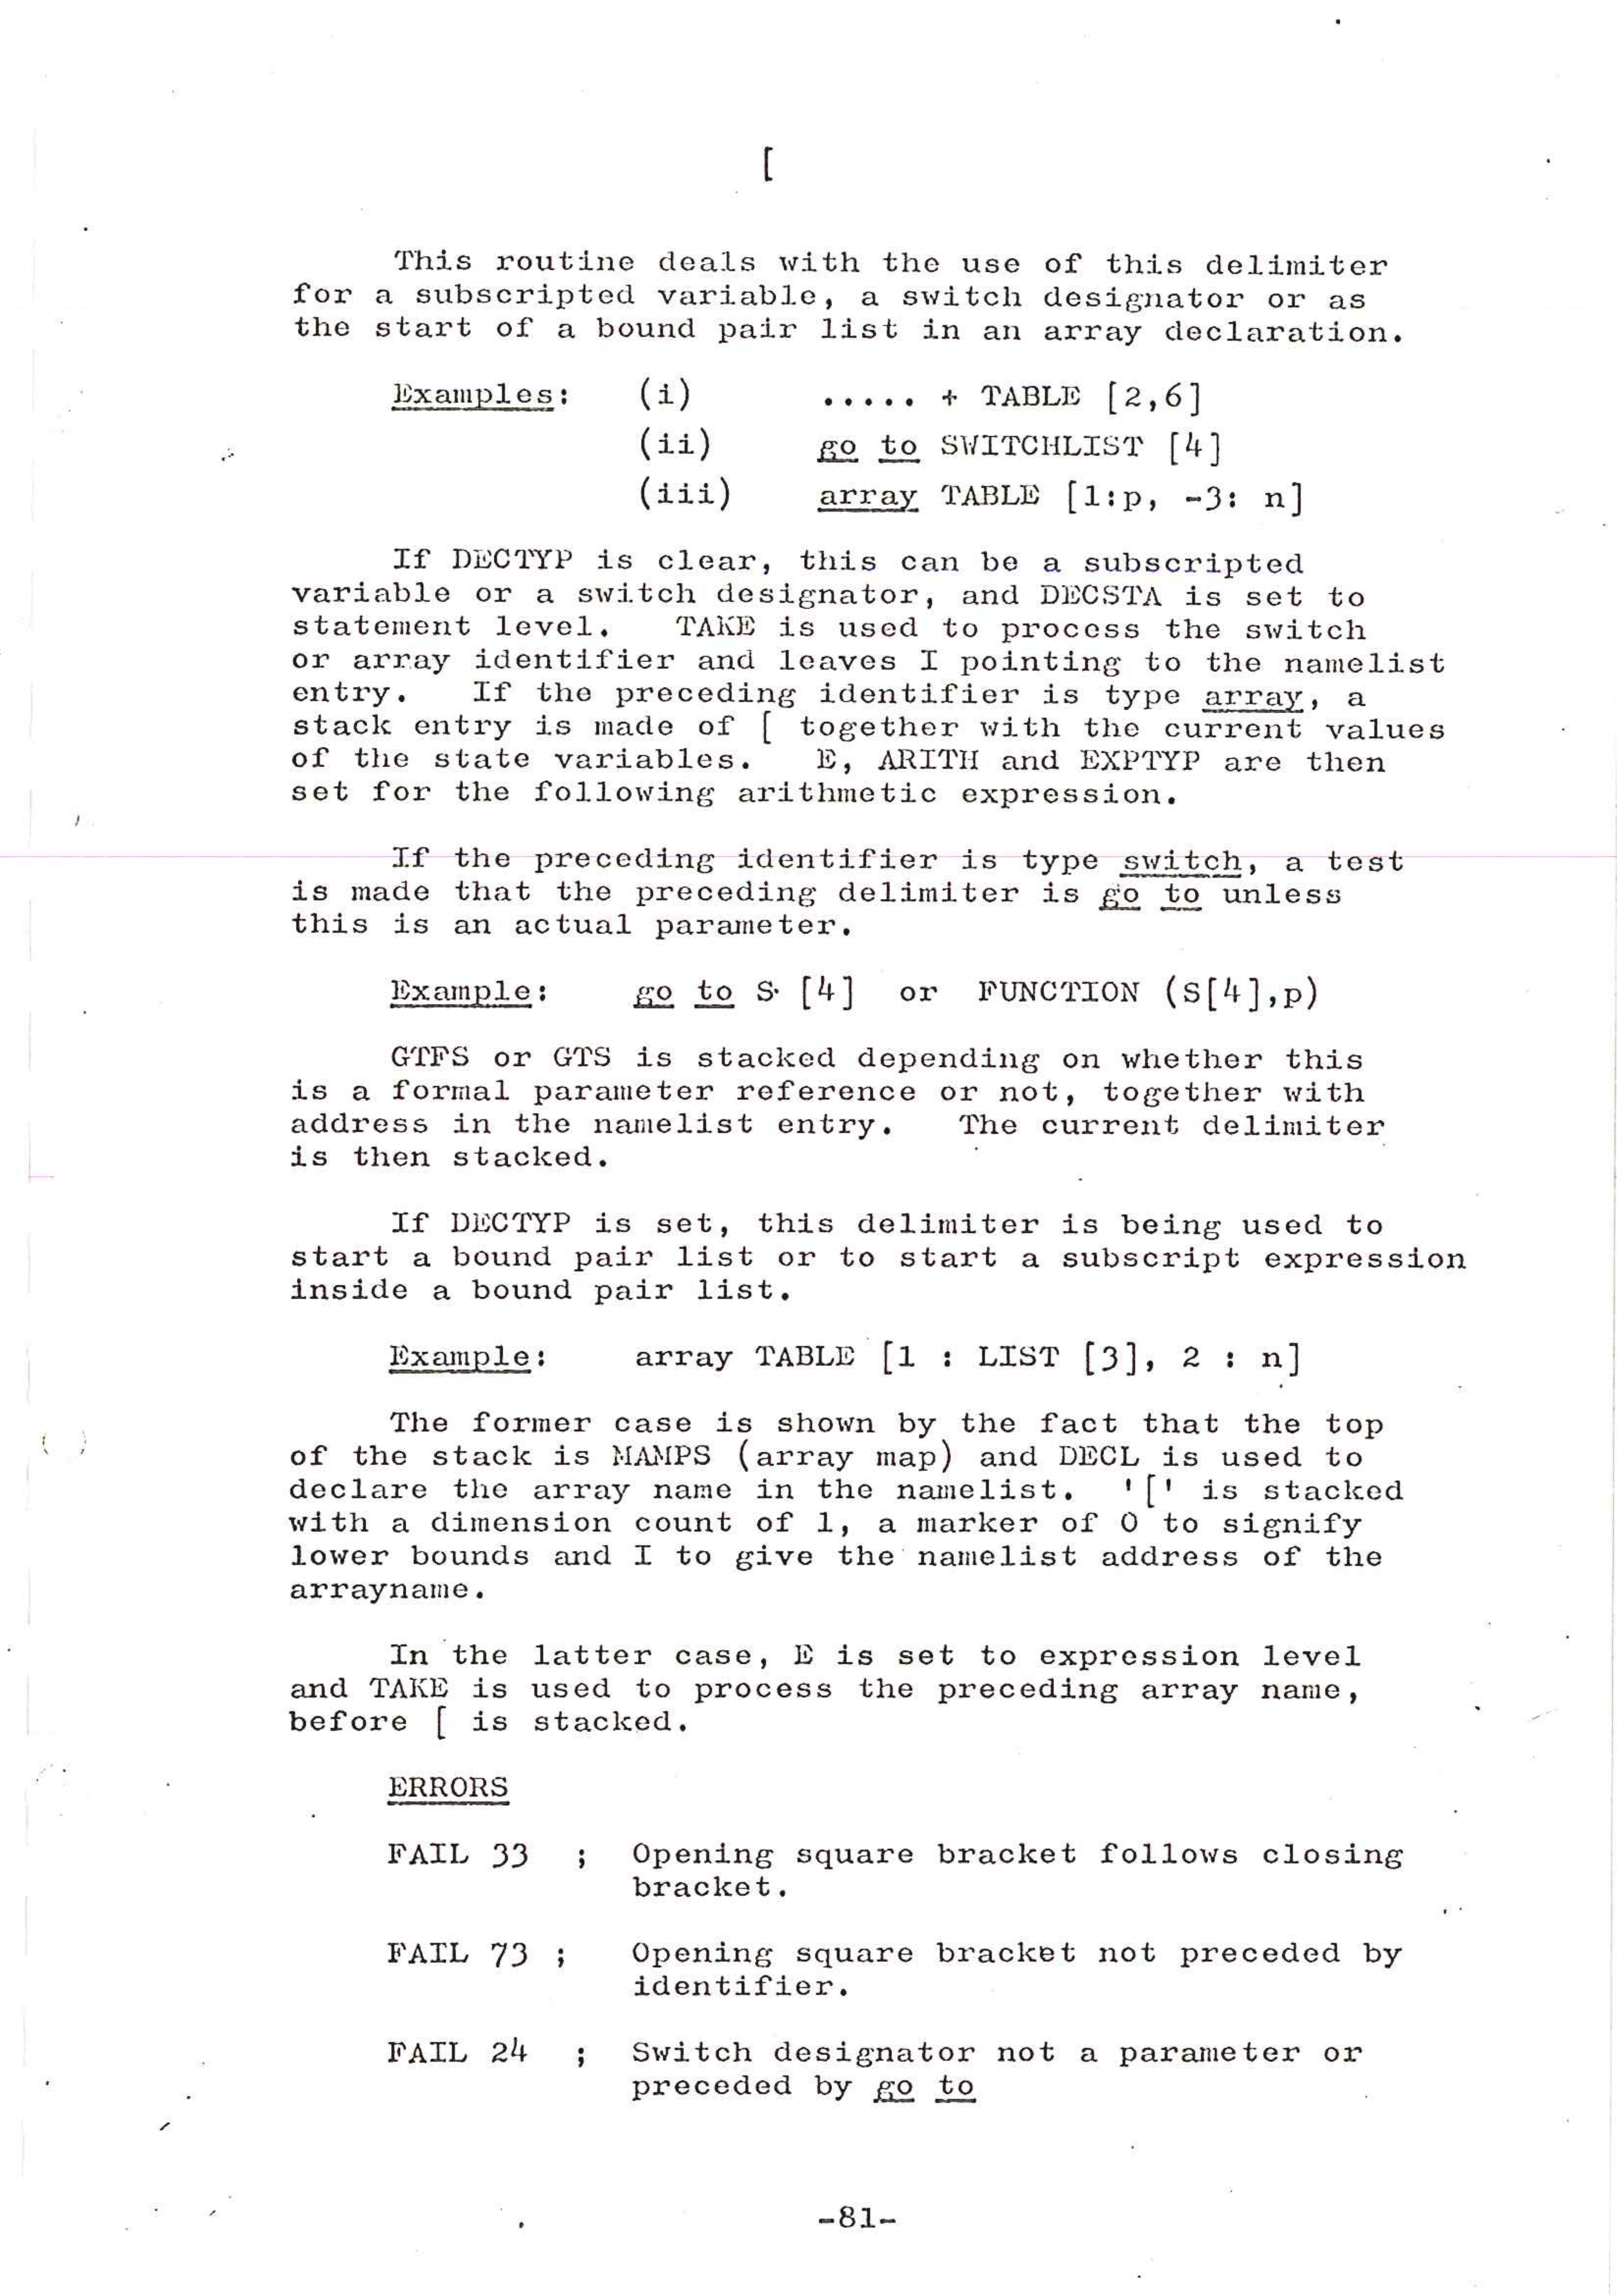 [
This routine deals with the use of this delimiter
for a subscripted variable, a switch designator or as
the start of a bound pair list in an array declaration.
Examples: (i) ..... + TABLE [2,6]
(ii) go to SWITCHLIST [4]
(iii) array TABLE [1:p, -3: n]
If DECTYP is clear, this can be a subscripted
variable or a switch designator, and DECSTA is set to
statement level. TAKE is used to process the switch
or array identifier and leaves I pointing to the namelist
entry. If the preceding identifier is type array, a
stack entry is made of [ together with the current values
of the state variables. E, ARITH and EXPTYP are then
set for the following arithmetic expression.
If the preceding identifier is type switch, a test
is made that the preceding delimiter is go to unless
this is an actual parameter.
Example: go to S [4] or FUNCTION (S[4],p)
GTFS or GTS is stacked depending on whether this
is a formal parameter reference or not, together with
address in the namelist entry. The current delimiter
is then stacked.
If DECTYP is set, this delimiter is being used to
start a bound pair list or to start a subscript expression
inside a bound pair list.
Example: array TABLE [1 : LIST [3], 2 : n]
The former case is shown by the fact that the top
of the stack is MAMPS (array map) and DECL is used to
declare the array name in the namelist. '[' is stacked
with a dimension count of 1, a marker of 0 to signify
lower bounds and I to give the namelist address of the
arrayname.
In the latter case, E is set to expression level
and TAKE is used to process the preceding array name,
before [ is stacked.
ERRORS
FAIL 33 ; Opening square bracket follows closing
bracket.
FAIL 73 ; Opening square bracket not preceded by
identifier.
FAIL 24 ; Switch designator not a parameter or
preceded by go to
-81-